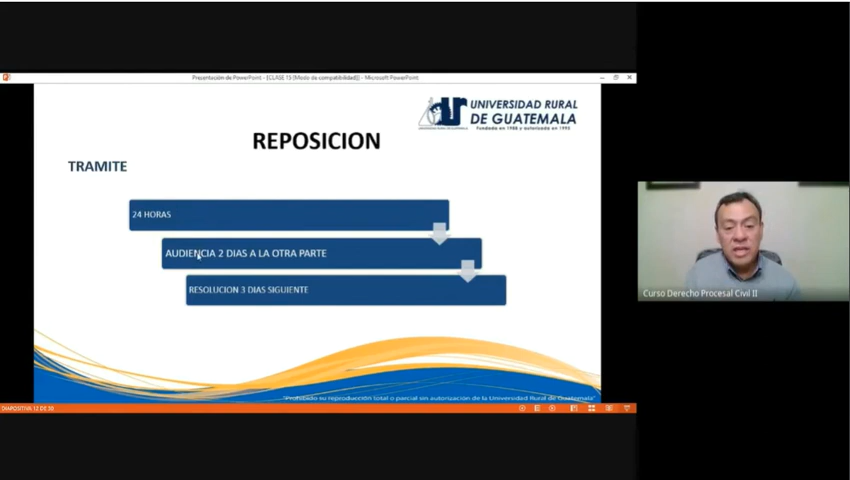 Presentación de PowerPoint - [CLASE 15 [Modo de compatibilidad]] - Microsoft PowerPoint
UNIVERSIDAD RURAL
DE GUATEMALA
Fundada en 1988 y autorizada en 1995
REPOSICION
TRAMITE
24 HORAS
AUDIENCIA 2 DIAS A LA OTRA PARTE
RESOLUCION 3 DIAS SIGUIENTE
"Prohibido su reproducción total o parcial sin autorización de la Universidad Rural de Guatemala"
DIAPOSITIVA 12 DE 30
Curso Derecho Procesal Civil II